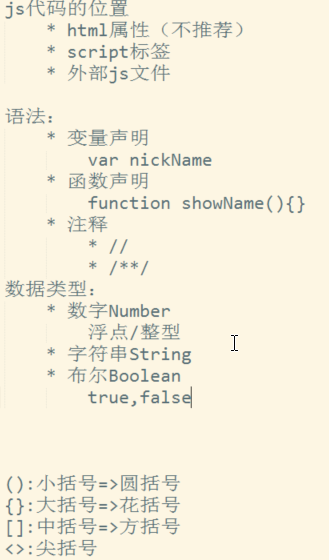 js代码的位置
* html属性（不推荐）
* script标签
* 外部js文件
语法：
* 变量声明
var nickName
* 函数声明
function showName(){}
* 注释
* //
* /**/
数据类型：
* 数字Number
浮点/整型
* 字符串String
* 布尔Boolean
true,false
():小括号=>圆括号
{}:大括号=>花括号
[]:中括号=>方括号
<>:尖括号